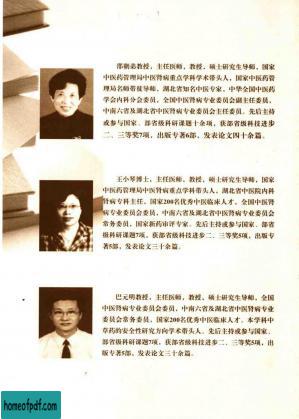 邵朝弟教授，主任医师，教授，硕士研究生导师，国家
中医药管局中医肾病重点学科学术带头人，国家中医药管
理局名师带徒导师，湖北省知名中医专家，中华全国中医药
学会内科分会委员，全国中医肾病专业委员会副主任委员，
中南六省及湖北省中医肾病专业委员会主任委员。先后主持
或参与国家、部省级科研课题十余项，获部省级科技进步
二、三等奖7项，出版专著6部，发表论文四十余篇。
王小琴博士，主任医师，教授，硕士研究生导师，国家
中医药管理局中医肾病重点学科带头人，湖北省中医院内科
肾病专科主任。国家200名优秀中医临床人才。全国中医肾
病专业委员会委员，中南六省及湖北省中医肾病专业委员会
常务委员，国家新药审评专家。先后主持或参与国家、部省
级科研课题7项，获部省级科技进步二、三等奖5项，出版专
著5部，发表论文三十余篇。
巴元明教授，主任医师，教授，硕士研究生导师，全国
中医肾病专业委员会委员，中南六省及湖北省中医肾病专业
委员会常务委员，国家200名优秀中医临床人才。本学科中
草药的安全性研究方向学术带头人。先后主持或参与国家、
部省级科研课题7项，获部省级科技进步二、三等奖5项，出
版专著5部，发表论文三十余篇。
homeofpdf.com
homeofpdf.com